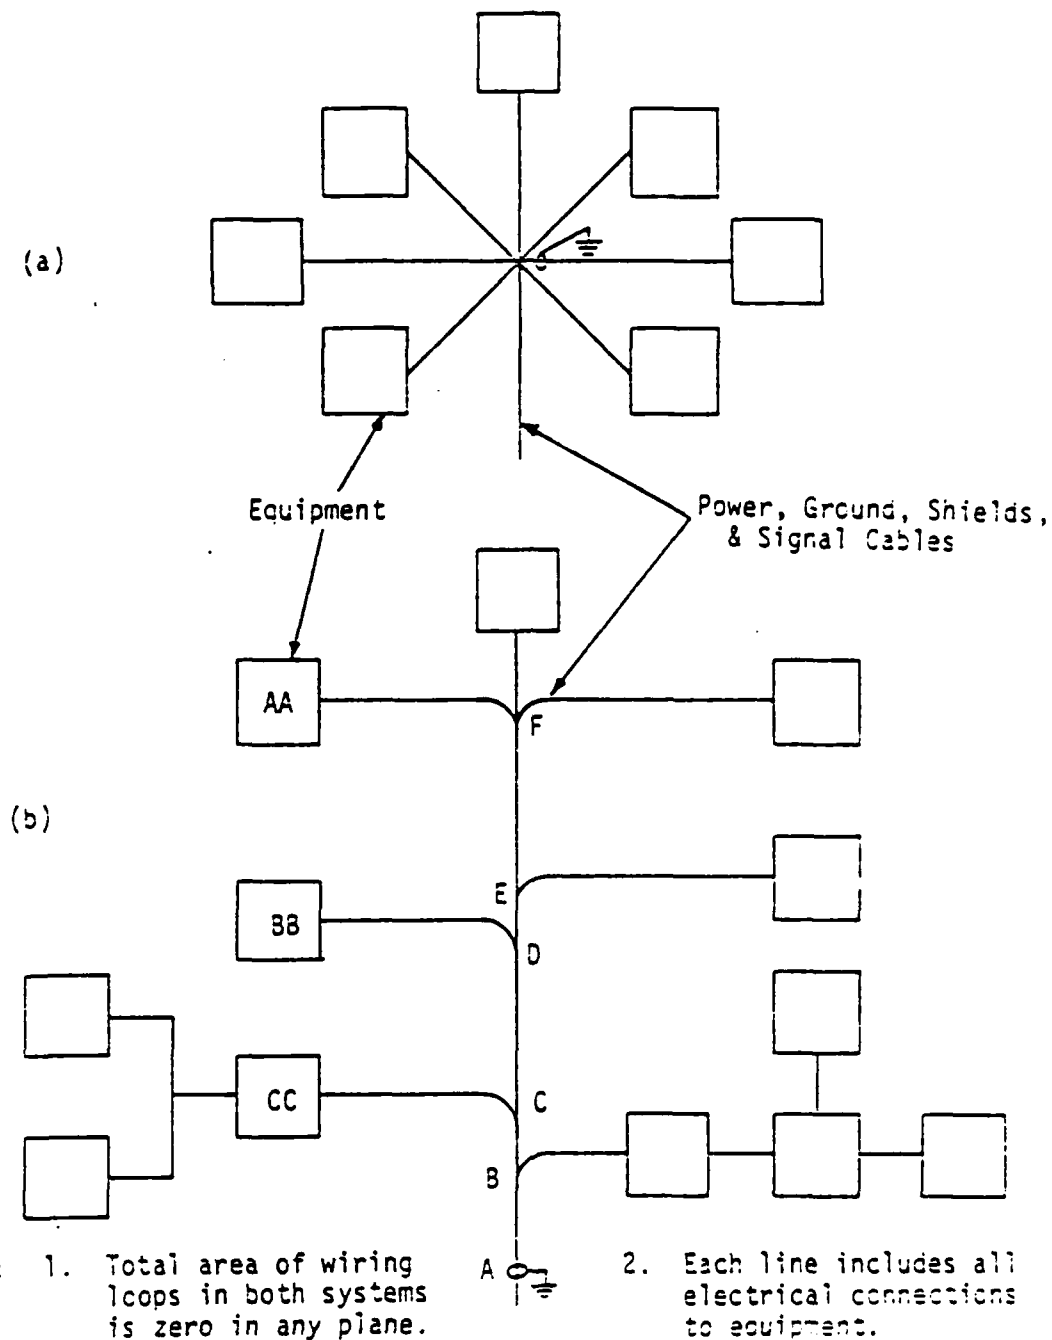 (a)
Equipment
Power, Ground, Shields,
& Signal Cables
AA
F
(b)
E
BB
D
CC
C
B
A
1. Total area of wiring
loops in both systems
is zero in any plane.
2. Each line includes all
electrical connections
to equipment.